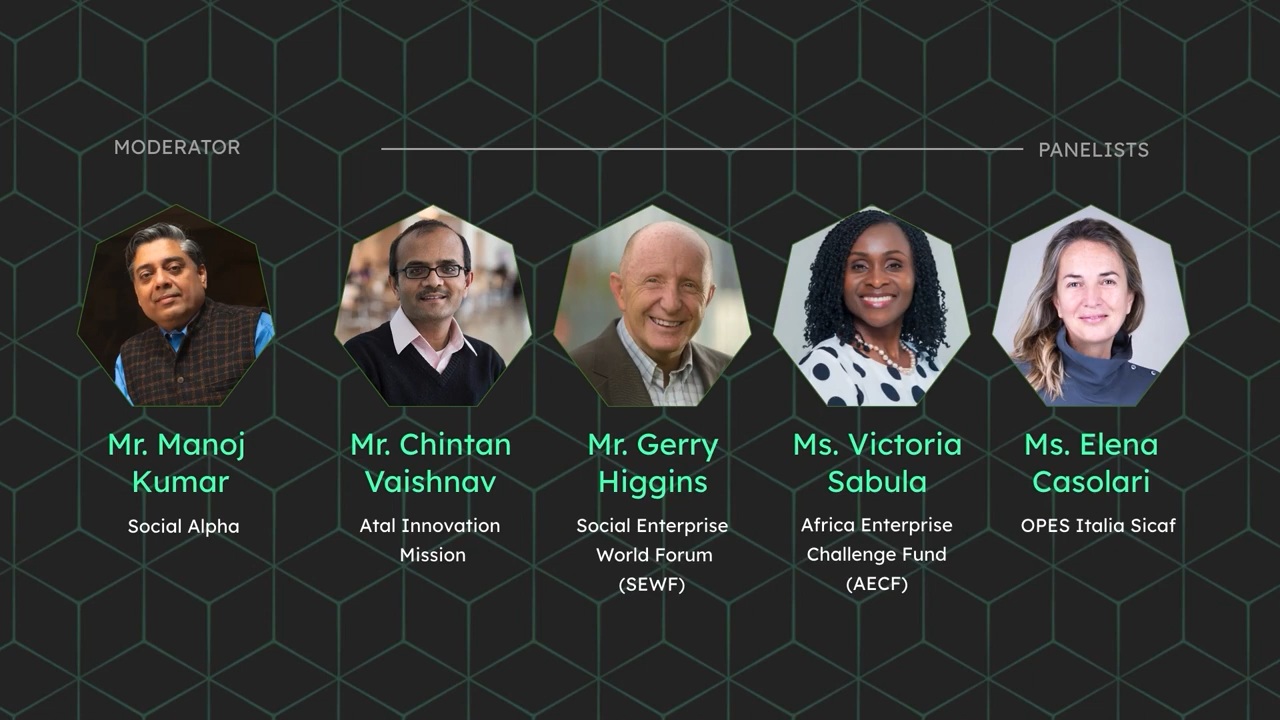 MODERATOR
PANELISTS
Mr. Manoj
Kumar
Social Alpha
Mr. Chintan
Vaishnav
Atal Innovation
Mission
Mr. Gerry
Higgins
Social Enterprise
World Forum
(SEWF)
Ms. Victoria
Sabula
Africa Enterprise
Challenge Fund
(AECF)
Ms. Elena
Casolari
OPES Italia Sicaf